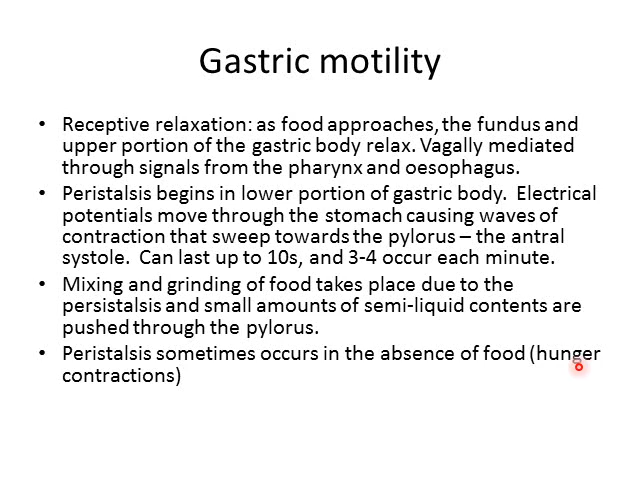 Gastric motility
• Receptive relaxation: as food approaches, the fundus and
upper portion of the gastric body relax. Vagally mediated
through signals from the pharynx and oesophagus.
• Peristalsis begins in lower portion of gastric body. Electrical
potentials move through the stomach causing waves of
contraction that sweep towards the pylorus – the antral
systole. Can last up to 10s, and 3-4 occur each minute.
• Mixing and grinding of food takes place due to the
persistalsis and small amounts of semi-liquid contents are
pushed through the pylorus.
• Peristalsis sometimes occurs in the absence of food (hunger
contractions)